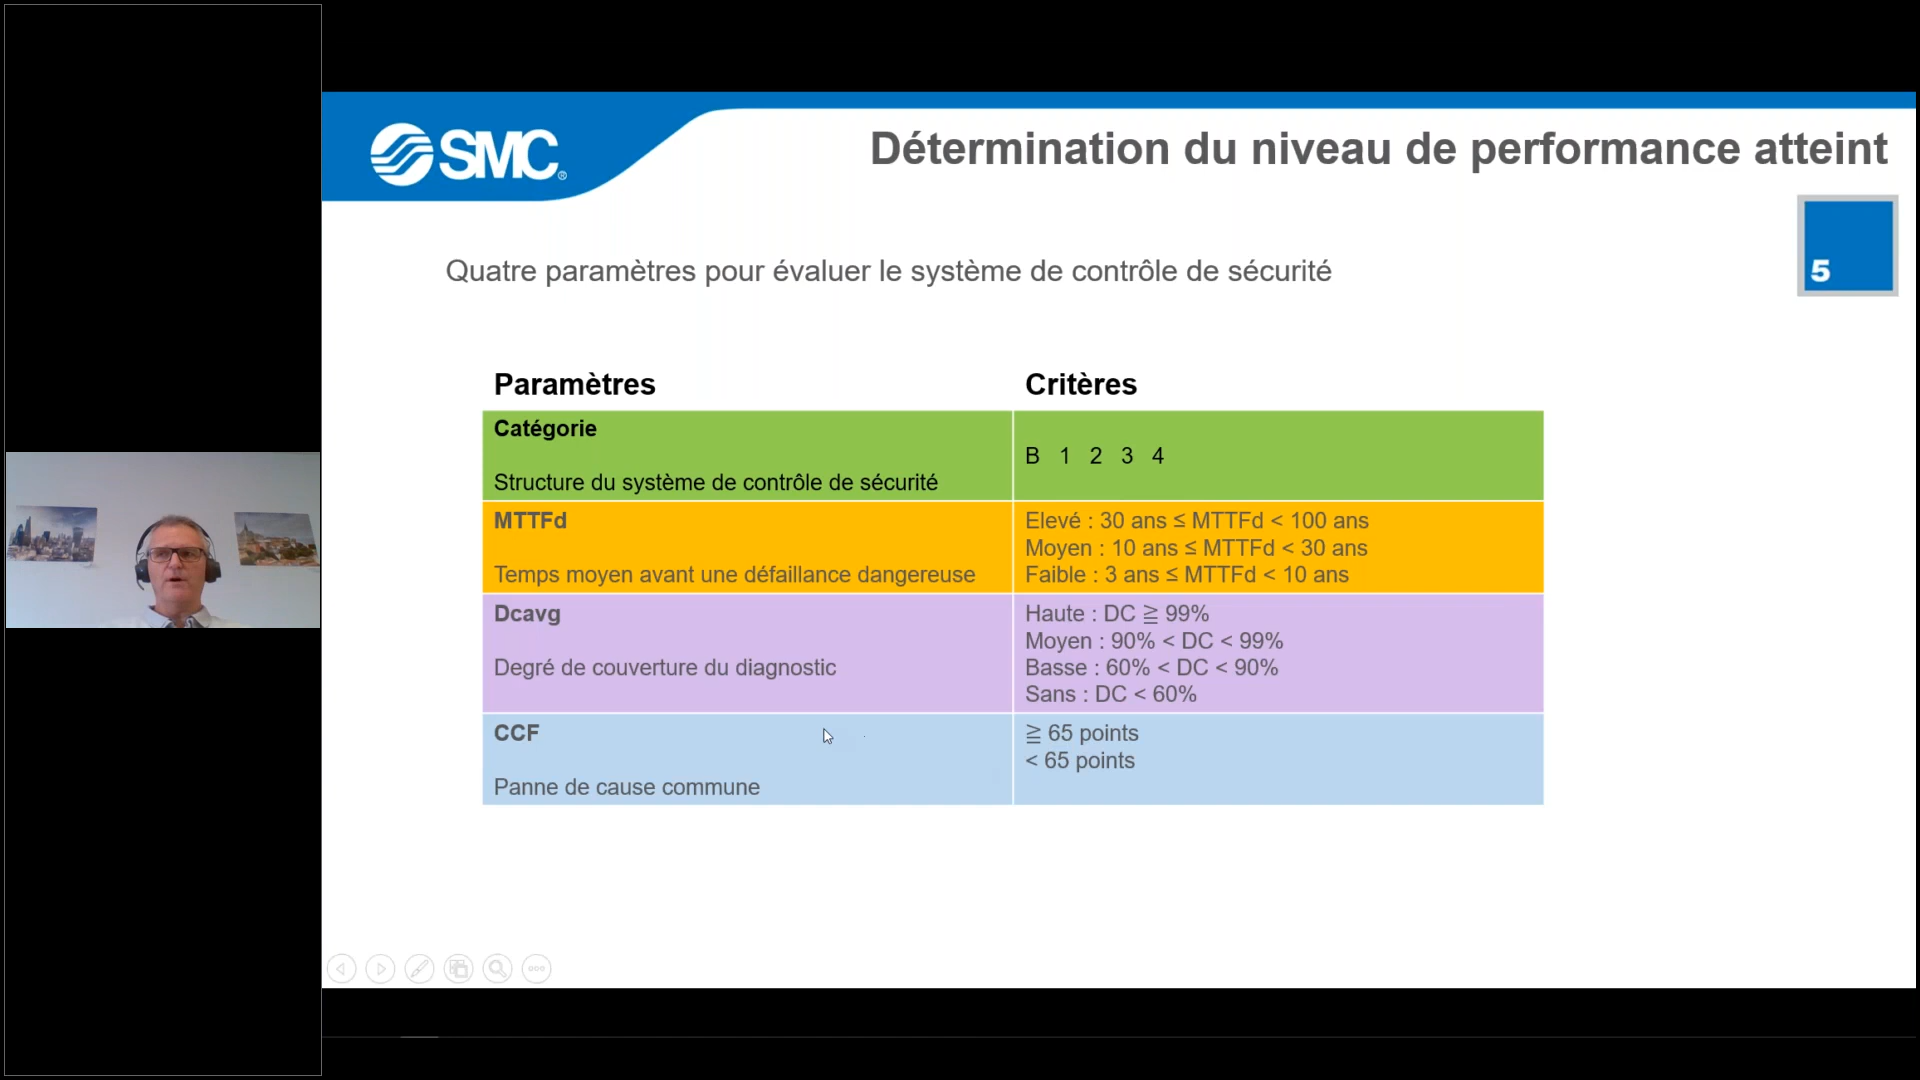 SMC®
Détermination du niveau de performance atteint
5
Quatre paramètres pour évaluer le système de contrôle de sécurité
Paramètres
Critères
Catégorie
Structure du système de contrôle de sécurité
B 1 2 3 4
MTTFd
Temps moyen avant une défaillance dangereuse
Elevé : 30 ans ≤ MTTFd < 100 ans
Moyen : 10 ans ≤ MTTFd < 30 ans
Faible : 3 ans ≤ MTTFd < 10 ans
Dcavg
Degré de couverture du diagnostic
Haute : DC ≧ 99%
Moyen : 90% < DC < 99%
Basse : 60% < DC < 90%
Sans : DC < 60%
CCF
Panne de cause commune
≧ 65 points
< 65 points